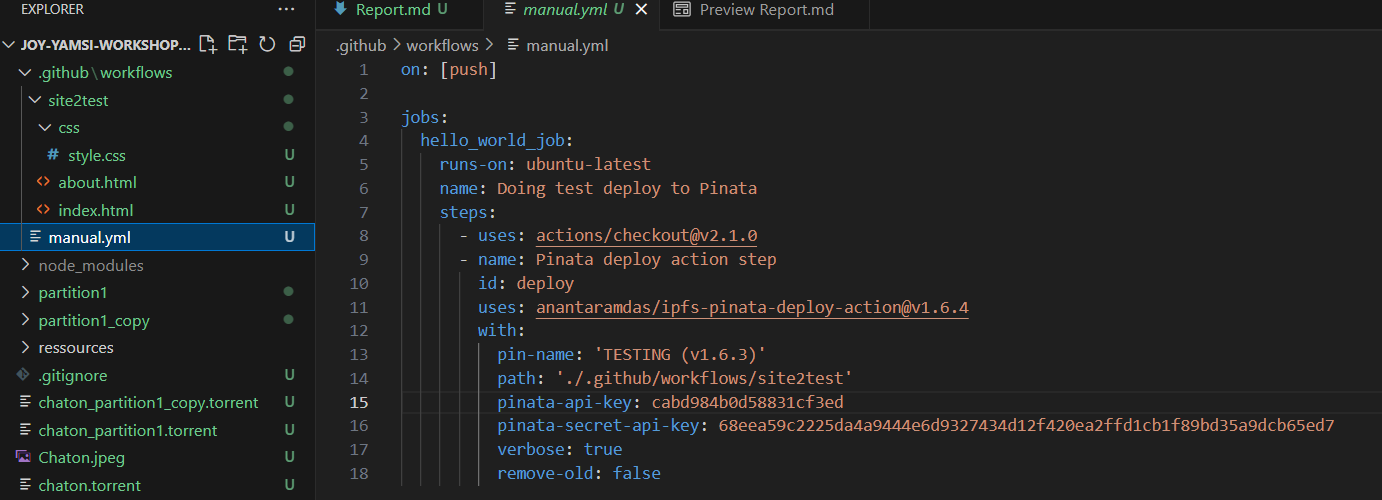 EXPLORER
JOY-YAMSI-WORKSHOP...
.github\workflows
site2test
css
style.css U
about.html U
index.html U
manual.yml U
node_modules
partition1
partition1_copy
ressources
.gitignore U
chaton_partition1_copy.torrent U
chaton_partition1.torrent U
Chaton.jpeg U
chaton.torrent U
Report.md U manual.yml U Preview Report.md
.github > workflows > manual.yml
1 on: [push]
2
3 jobs:
4 hello_world_job:
5 runs-on: ubuntu-latest
6 name: Doing test deploy to Pinata
7 steps:
8 - uses: actions/checkout@v2.1.0
9 - name: Pinata deploy action step
10 id: deploy
11 uses: anantaramdas/ipfs-pinata-deploy-action@v1.6.4
12 with:
13 pin-name: 'TESTING (v1.6.3)'
14 path: './.github/workflows/site2test'
15 pinata-api-key: cabd984b0d58831cf3ed
16 pinata-secret-api-key: 68eea59c2225da4a9444e6d9327434d12f420ea2ffd1cb1f89bd35a9dcb65ed7
17 verbose: true
18 remove-old: false